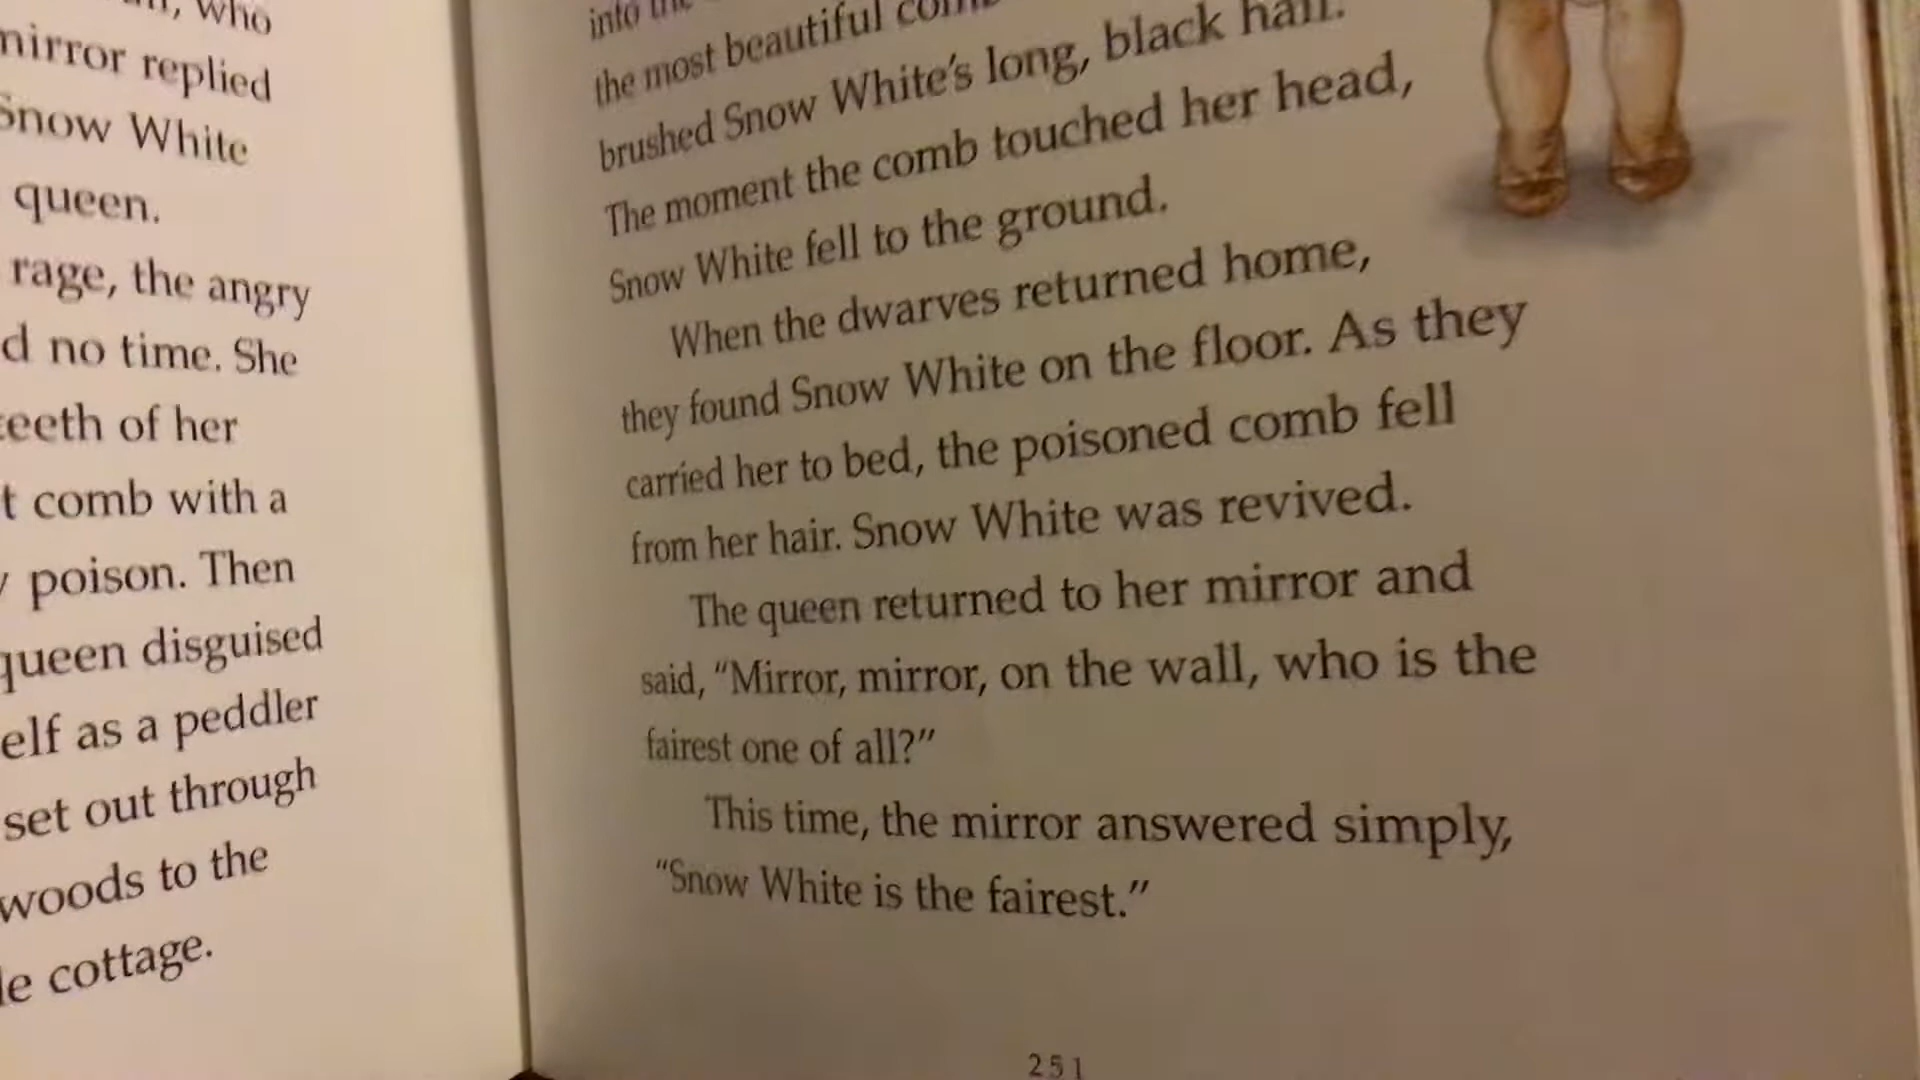 who
mirror replied
Snow White
queen.
rage, the angry
d no time. She
teeth of her
t comb with a
poison. Then
queen disguised
elf as a peddler
set out through
woods to the
le cottage.
into the
the most beautiful
brushed Snow White's long, black hair.
The moment the comb touched her head,
Snow White fell to the ground.
When the dwarves returned home,
they found Snow White on the floor. As they
carried her to bed, the poisoned comb fell
from her hair. Snow White was revived.
The queen returned to her mirror and
said, “Mirror, mirror, on the wall, who is the
fairest one of all?”
This time, the mirror answered simply,
“Snow White is the fairest.”
251